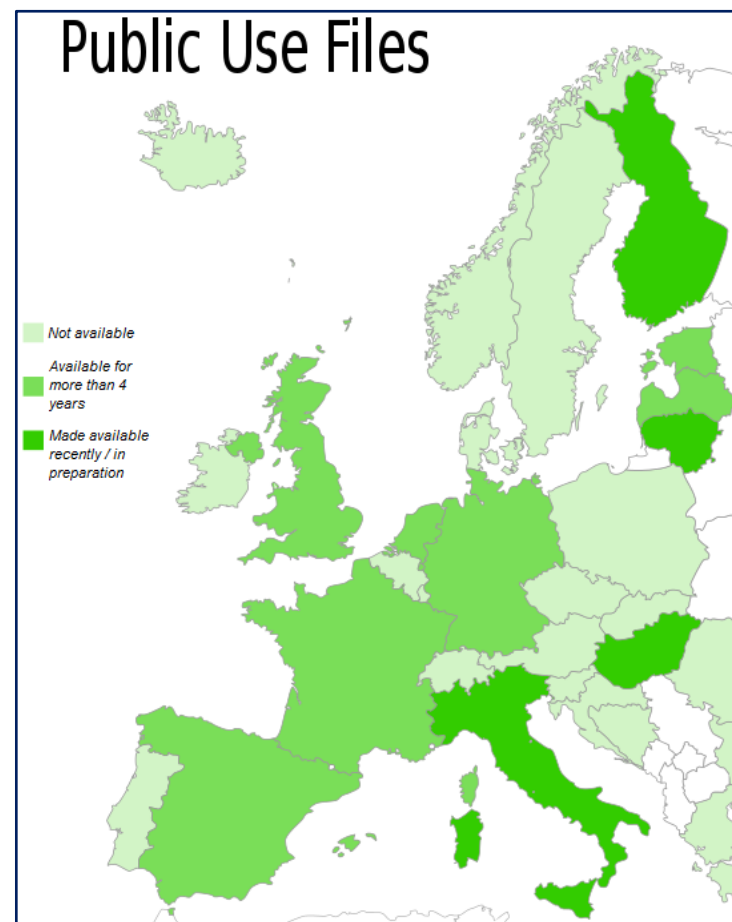 Public Use Files
Not available
Available for
more than 4
years
Made available
recently / in
preparation